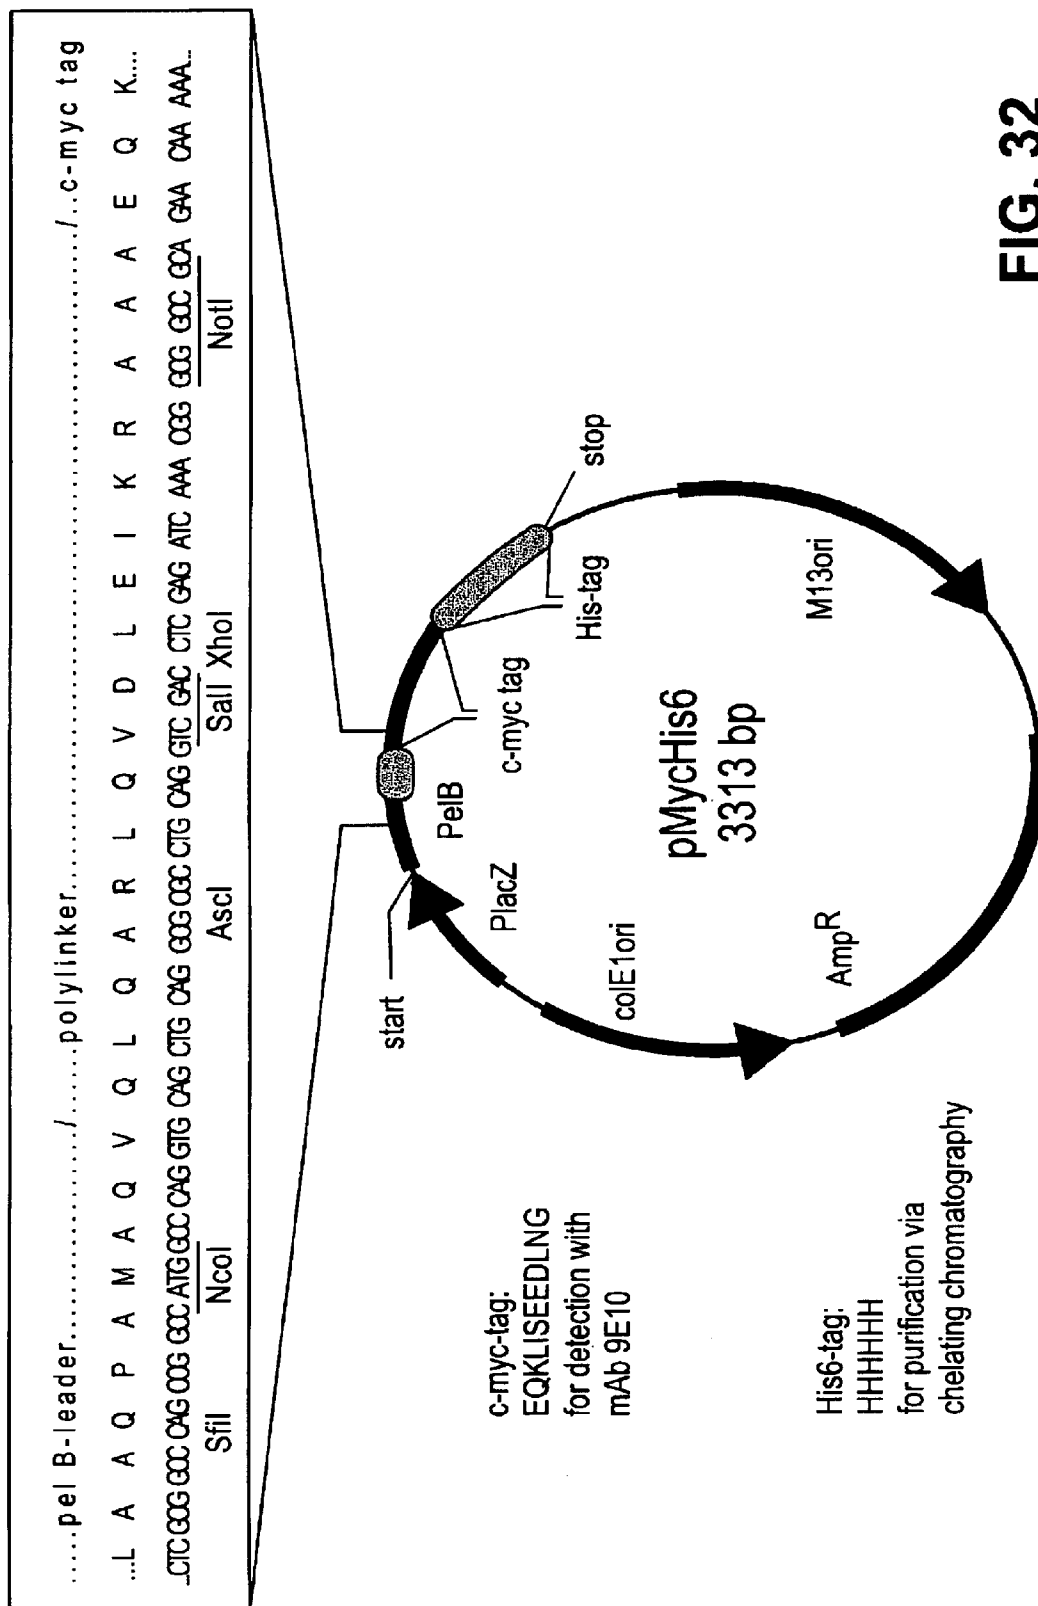 ......pel B-leader............./......polylinker................................................................/...c-myc tag
...L A A Q P A M A Q V Q L Q A R L Q V D L E I K R A A A E Q K....
...CTC GCG GCC CAG CCG GCC ATG GCC CAG GTG CAG CTG CAG GCG CGC CTG CAG GTC GAC CTC GAG ATC AAA CGG GCG GCC GCA GAA CAA AAA...
SfiI NcoI AscI SalI XhoI NotI
start
PlacZ
PelB
c-myc tag
His-tag
stop
colE1ori
pMycHis6
3313 bp
AmpR
M13ori
c-myc-tag:
EQKLISEEDLNG
for detection with
mAb 9E10
His6-tag:
HHHHHH
for purification via
chelating chromatography
FIG. 32